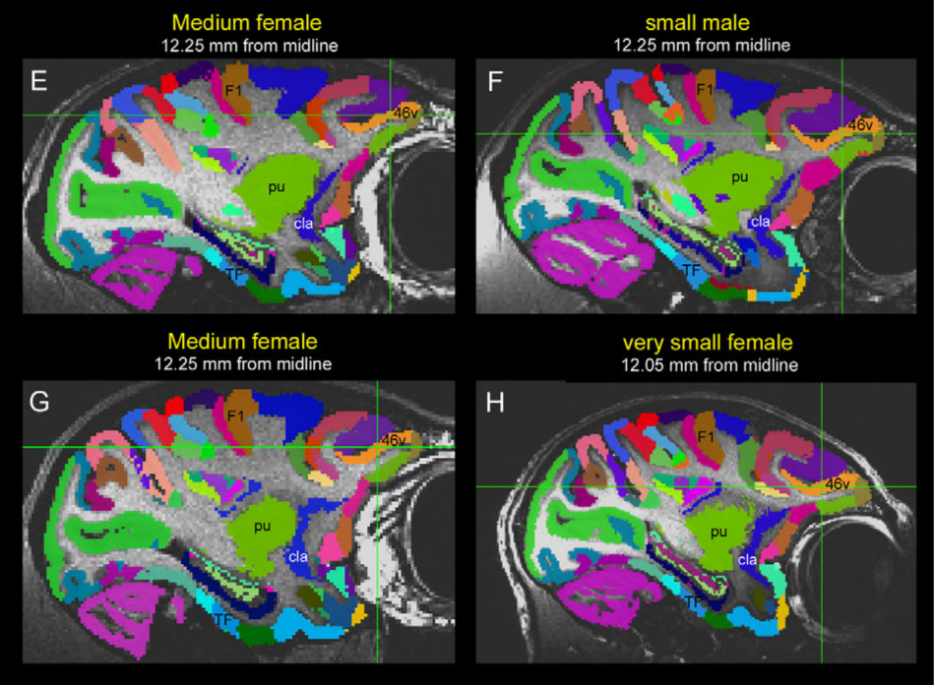 Medium female
12.25 mm from midline
small male
12.25 mm from midline
E
F1
46v
pu
cla
TF
F
F1
46v
pu
cla
TF
Medium female
12.25 mm from midline
very small female
12.05 mm from midline
G
F1
46v
pu
cla
TF
H
F1
46v
pu
cla
TF